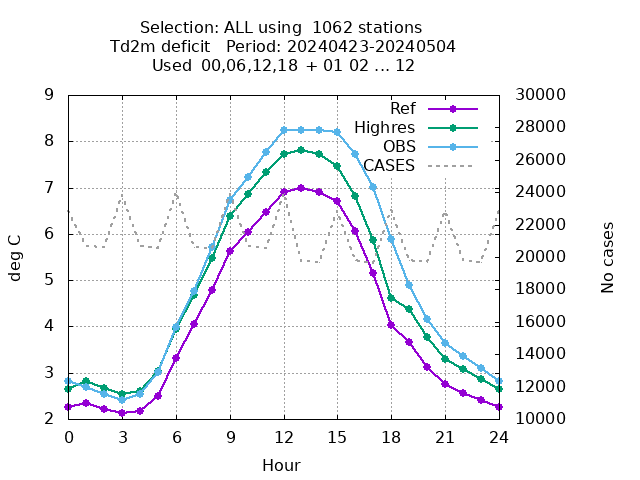 Selection: ALL using  1062 stations
Td2m deficit   Period: 20240423-20240504
Used  00,06,12,18 + 01 02 ... 12
9
8
7
6
5
4
3
2
deg C
30000
28000
26000
24000
22000
20000
18000
16000
14000
12000
10000
No cases
Ref
Highres
OBS
CASES
0 3 6 9 12 15 18 21 24
Hour